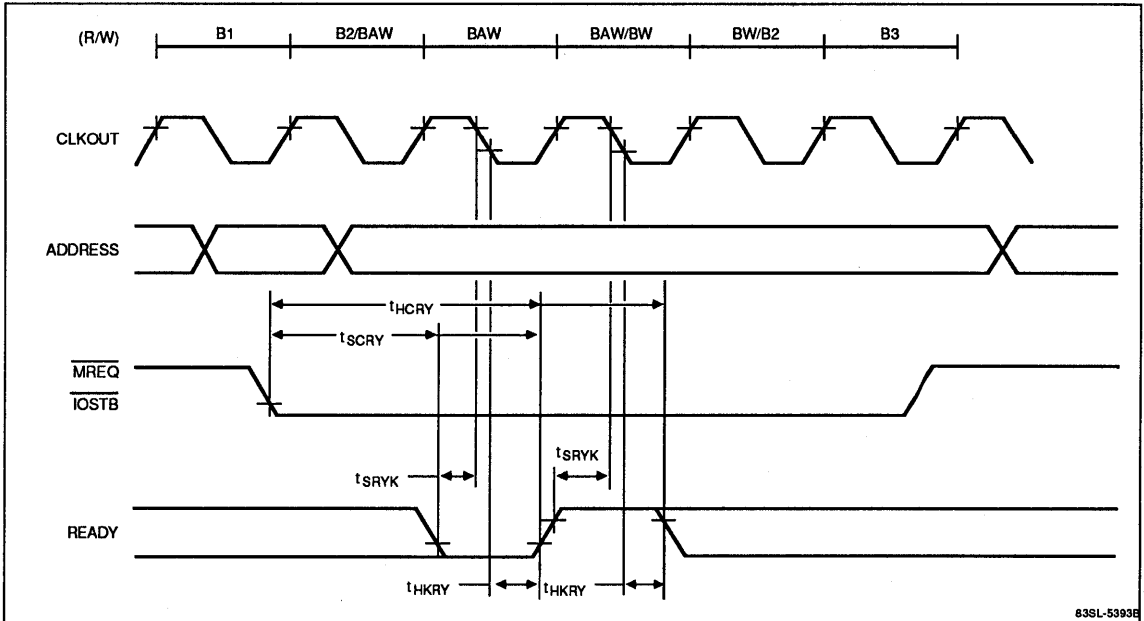 (R/W) B1 B2/BAW BAW BAW/BW BW/B2 B3
CLKOUT
ADDRESS
tHCRY
tSCRY
MREQ
IOSTB
tSRYK
tSRYK
READY
tHKRY tHKRY
83SL-5393B